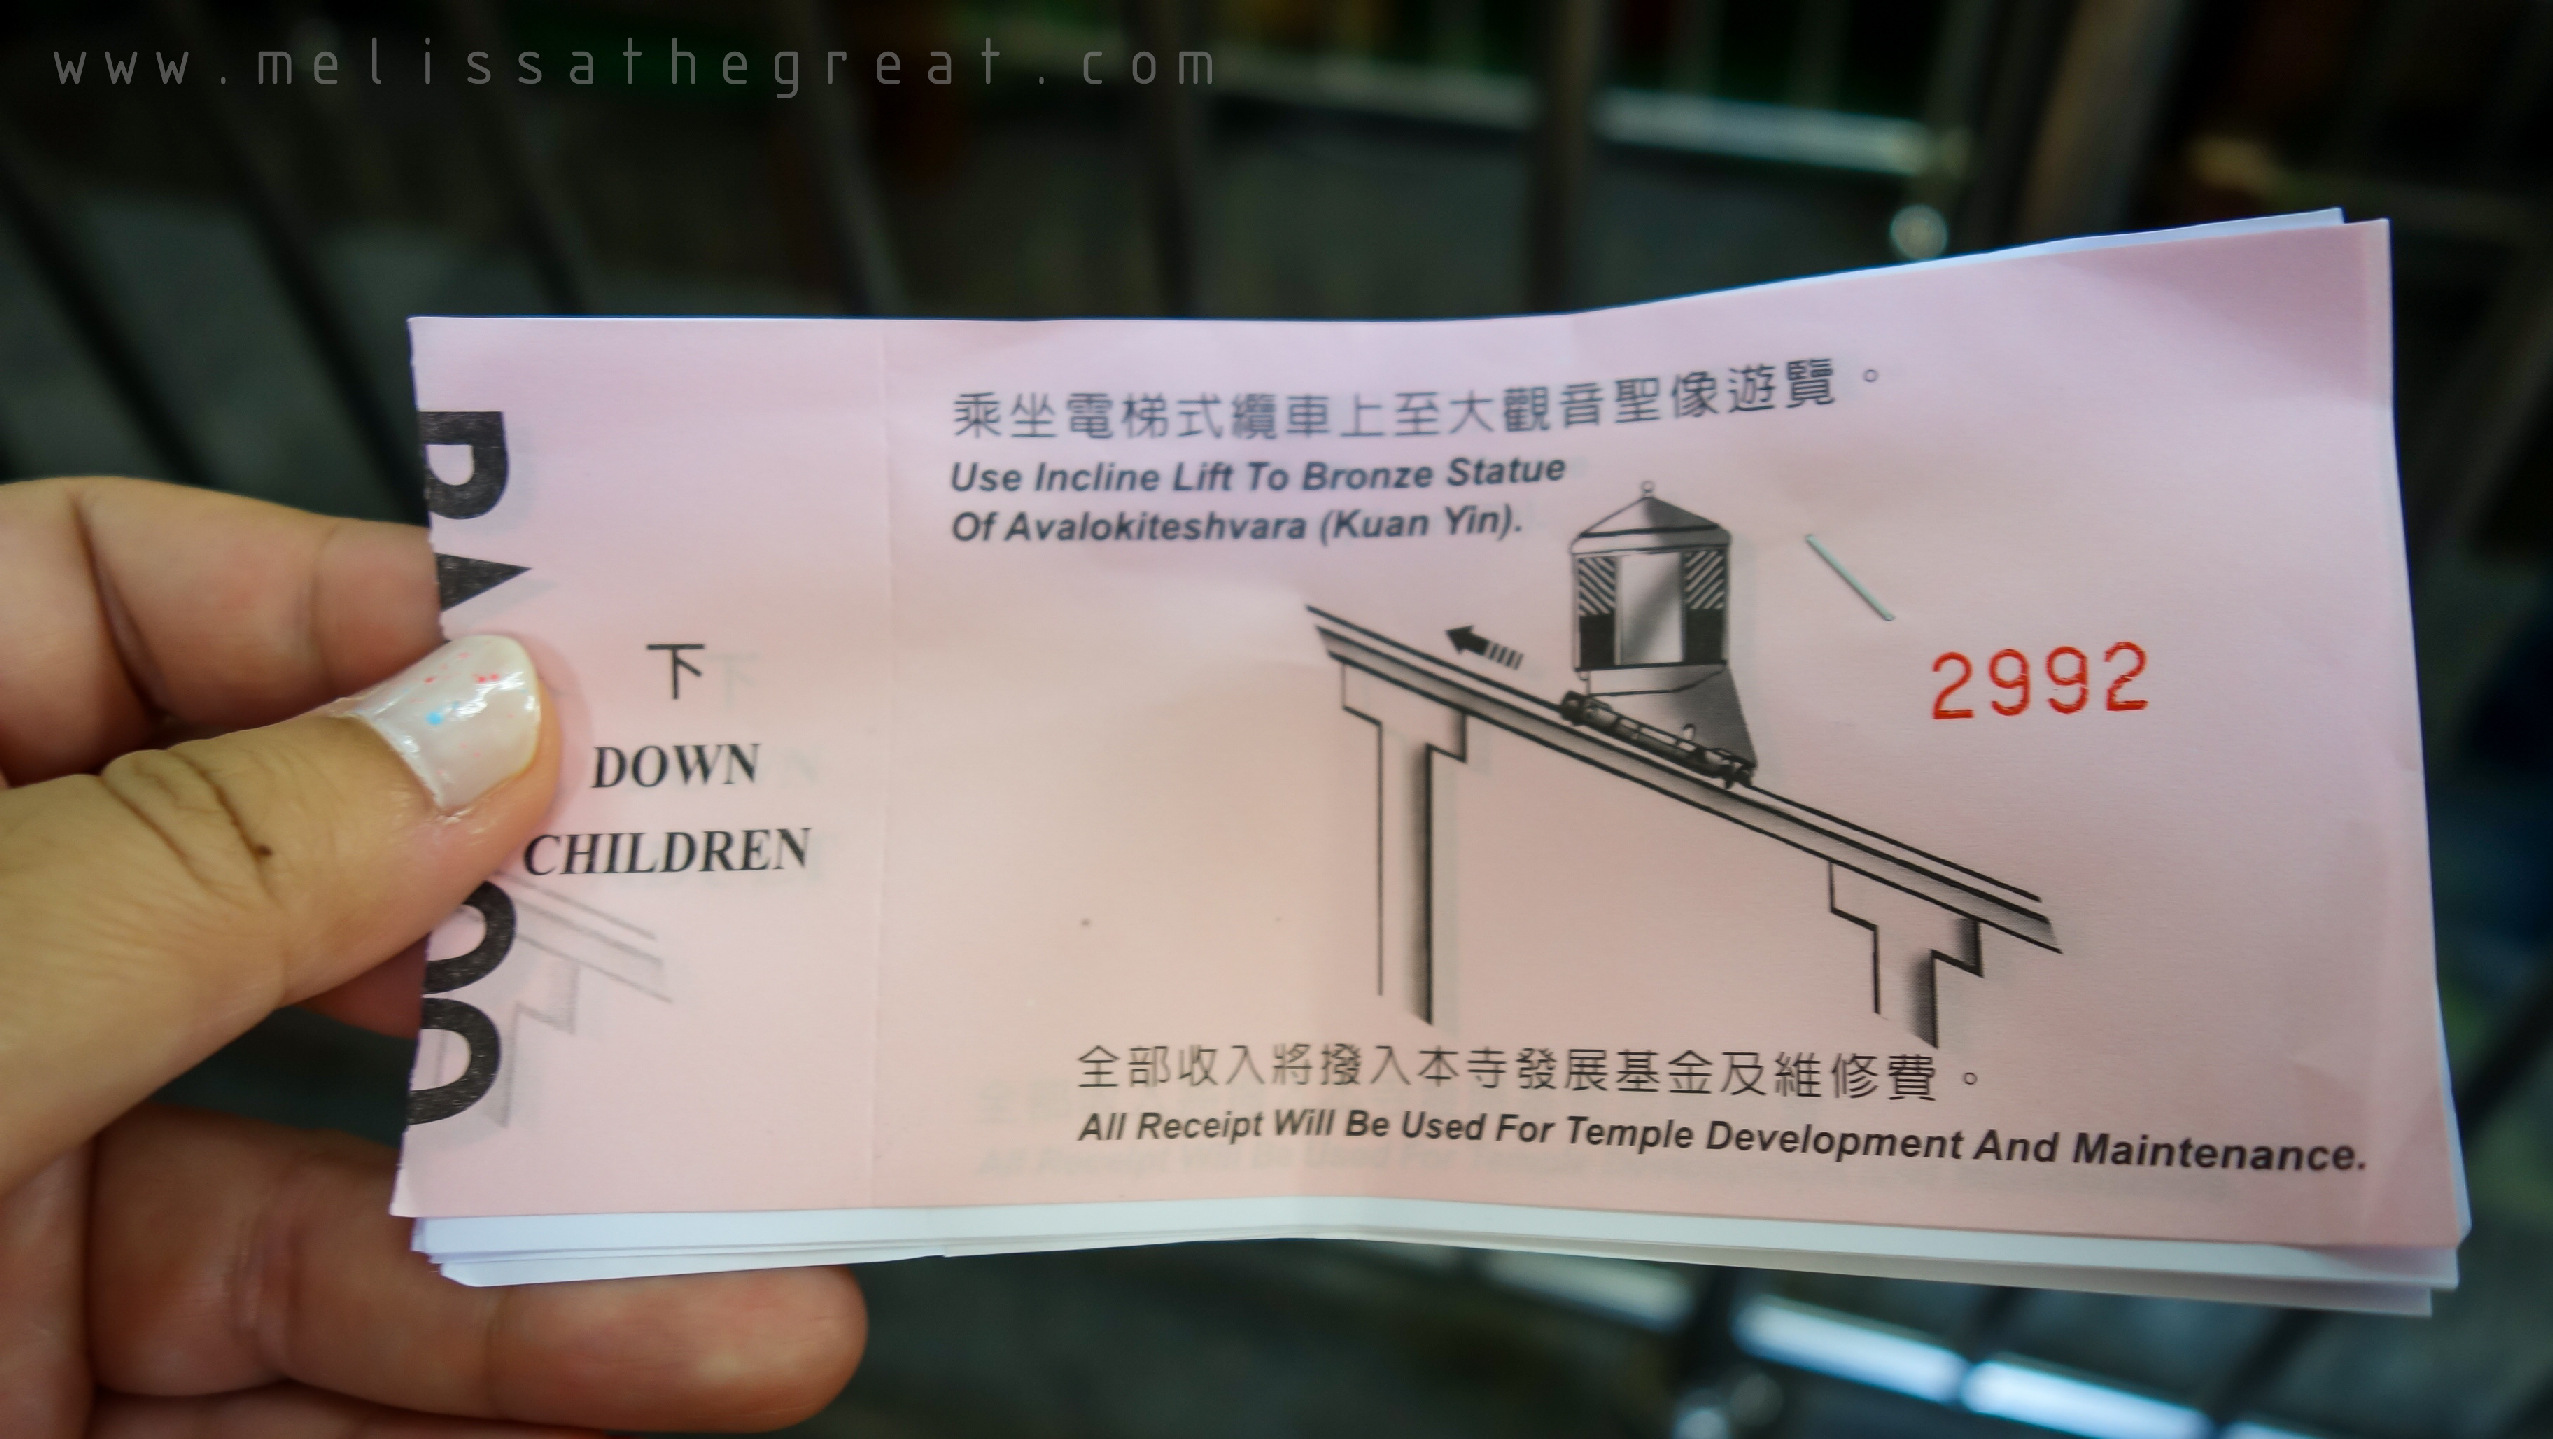 www.melissathegreat.com
乘坐電梯式纜車上至大觀音聖像遊覽。
Use Incline Lift To Bronze Statue
Of Avalokiteshvara (Kuan Yin).
2992
下
DOWN
CHILDREN
全部收入將撥入本寺發展基金及維修費。
All Receipt Will Be Used For Temple Development And Maintenance.